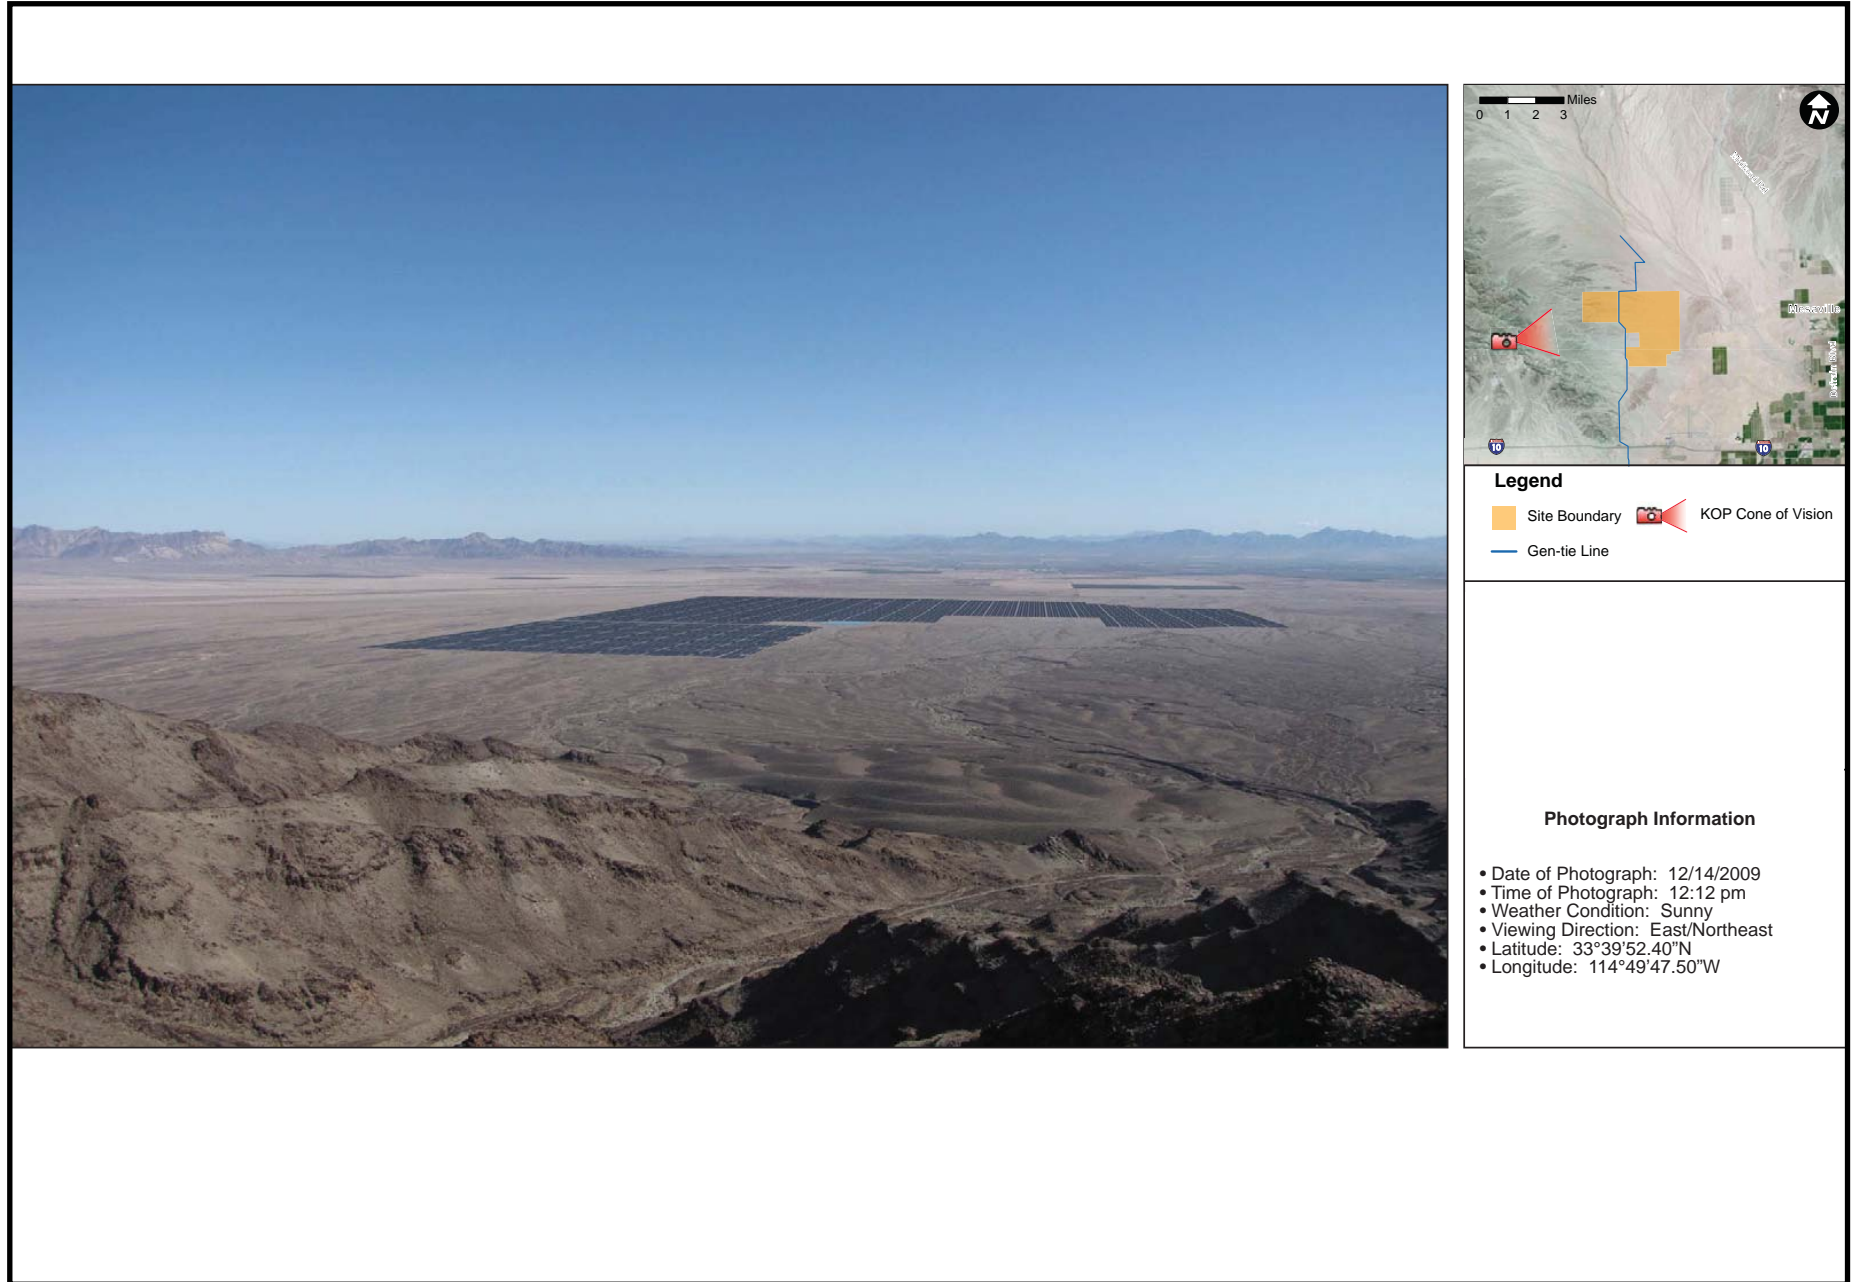 Miles
0 1 2 3
N
Midland Rd
Mesaville
10
10
Legend
Site Boundary
KOP Cone of Vision
Gen-tie Line
Photograph Information
• Date of Photograph: 12/14/2009
• Time of Photograph: 12:12 pm
• Weather Condition: Sunny
• Viewing Direction: East/Northeast
• Latitude: 33°39’52.40”N
• Longitude: 114°49’47.50”W